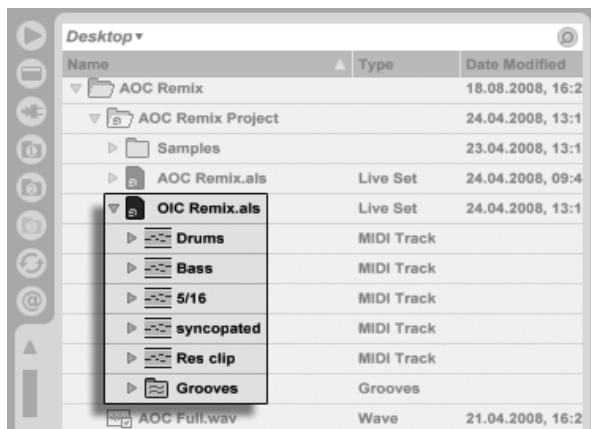 Desktop
Name Type Date Modified
AOC Remix 18.08.2008, 16:2
AOC Remix Project 24.04.2008, 13:1
Samples 23.04.2008, 13:1
AOC Remix.als Live Set 24.04.2008, 09:4
OIC Remix.als Live Set 24.04.2008, 13:1
Drums MIDI Track
Bass MIDI Track
5/16 MIDI Track
syncopated MIDI Track
Res clip MIDI Track
Grooves Grooves
AOC Full.wav Wave 21.04.2008, 16:2